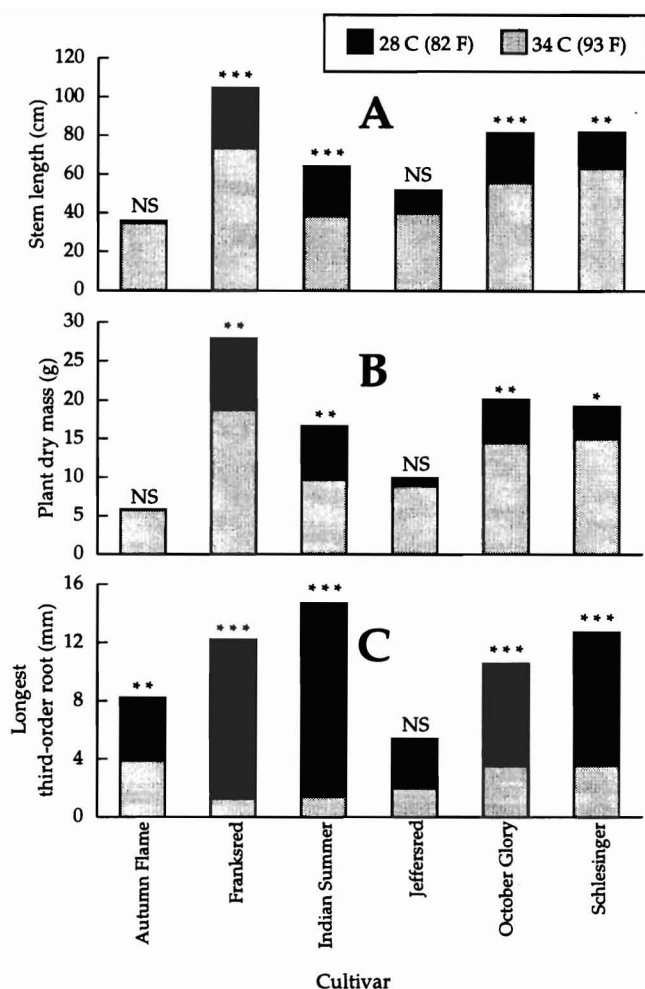 28 C (82 F) 34 C (93 F)
Stem length (cm)
120
100
80
60
40
20
0
A
NS
***
***
NS
***
**
Plant dry mass (g)
30
25
20
15
10
5
0
B
NS
**
**
NS
**
*
Longest
third-order root (mm)
16
12
8
4
0
C
**
***
***
NS
***
***
Autumn Flame
Franksred
Indian Summer
Jeffersred
October Glory
Schlesinger
Cultivar